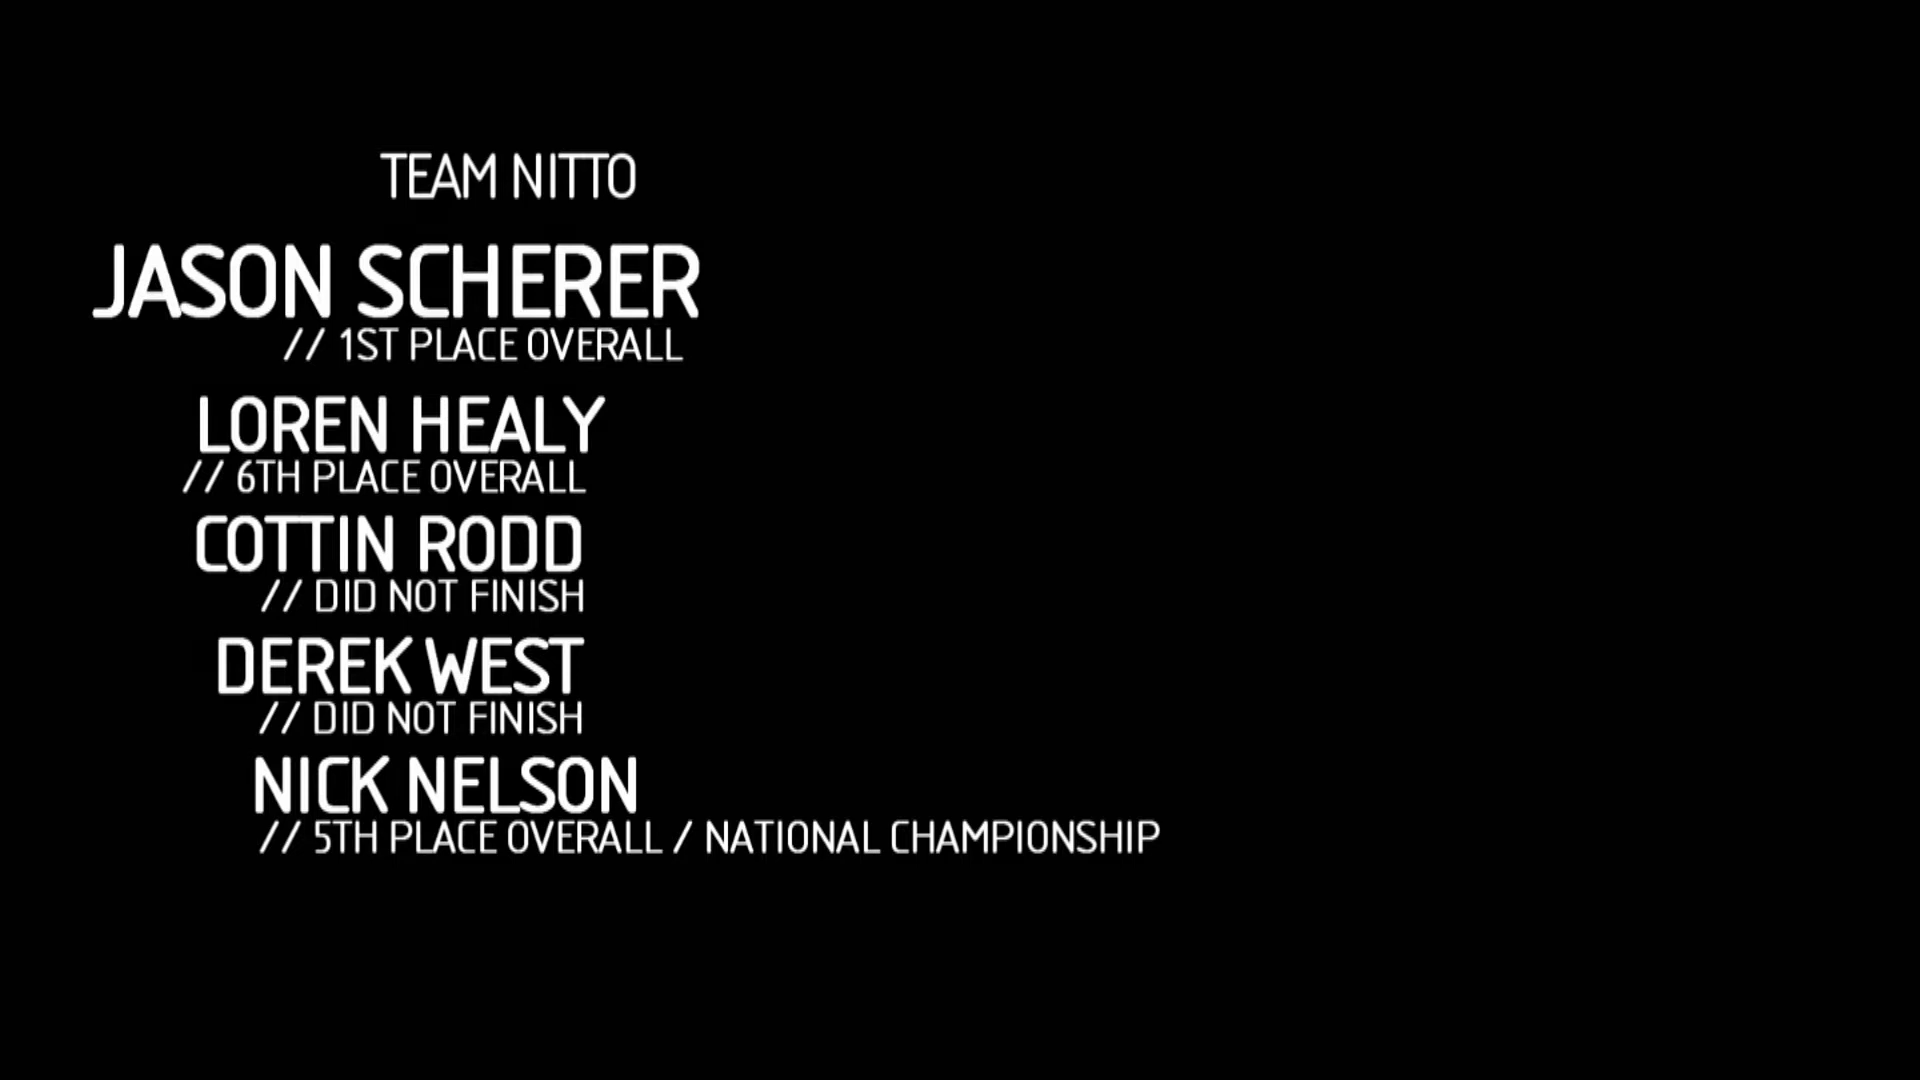 TEAM NITTO
JASON SCHERER
// 1ST PLACE OVERALL
LOREN HEALY
// 6TH PLACE OVERALL
COTTIN RODD
// DID NOT FINISH
DEREK WEST
// DID NOT FINISH
NICK NELSON
// 5TH PLACE OVERALL / NATIONAL CHAMPIONSHIP